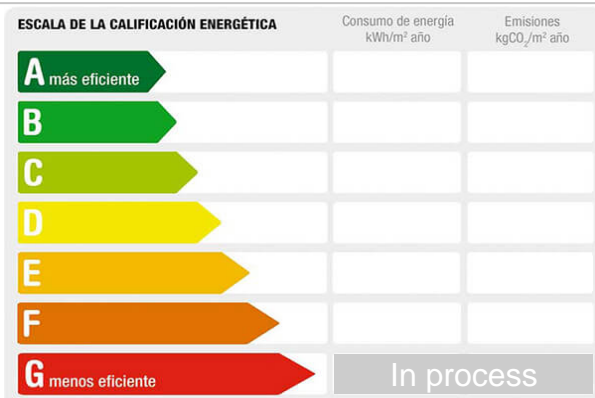 ESCALA DE LA CALIFICACIÓN ENERGÉTICA
Consumo de energía
kWh/m² año
Emisiones
kgCO₂/m² año
A más eficiente
B
C
D
E
F
G menos eficiente
In process